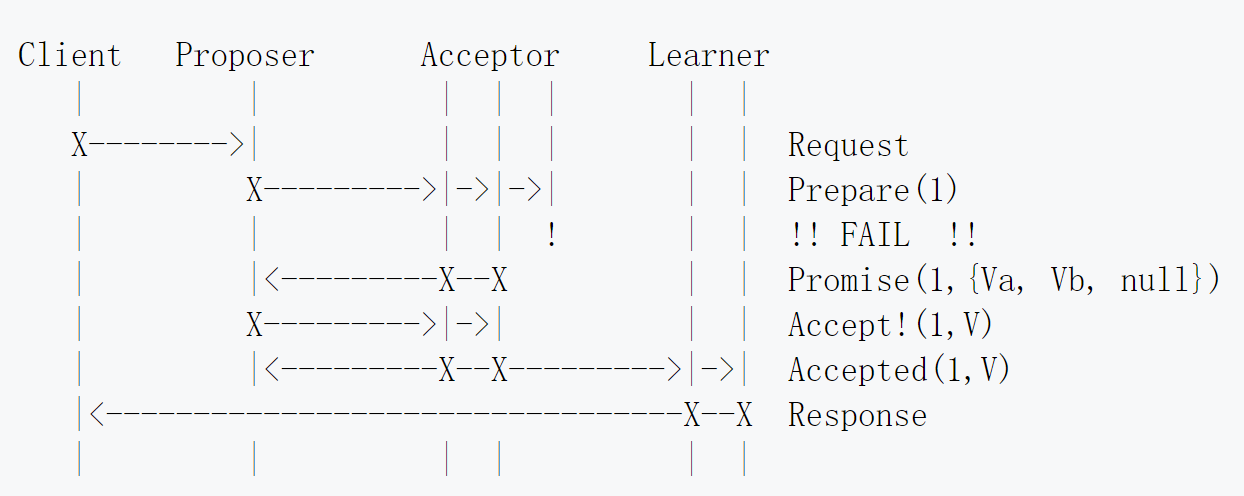 Client   Proposer      Acceptor     Learner
   |         |          |  |  |       |  |
   X-------->|          |  |  |       |  |  Request
   |         X--------->|->|->|       |  |  Prepare(1)
   |         |          |  |  !       |  |  !! FAIL  !!
   |         |<---------X--X          |  |  Promise(1,{Va, Vb, null})
   |         X--------->|->|          |  |  Accept!(1,V)
   |         |<---------X--X--------->|->|  Accepted(1,V)
   |<---------------------------------X--X  Response
   |         |          |  |          |  |